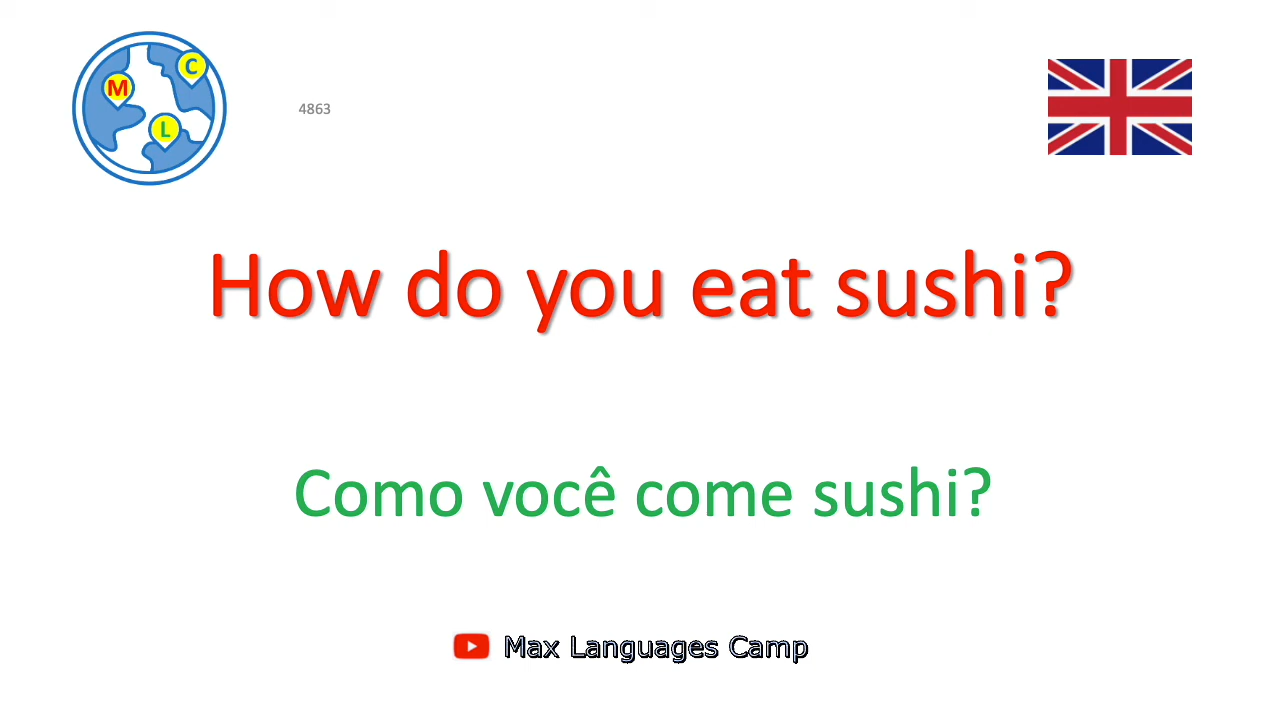 M
C
L
4863
How do you eat sushi?
Como você come sushi?
Max Languages Camp